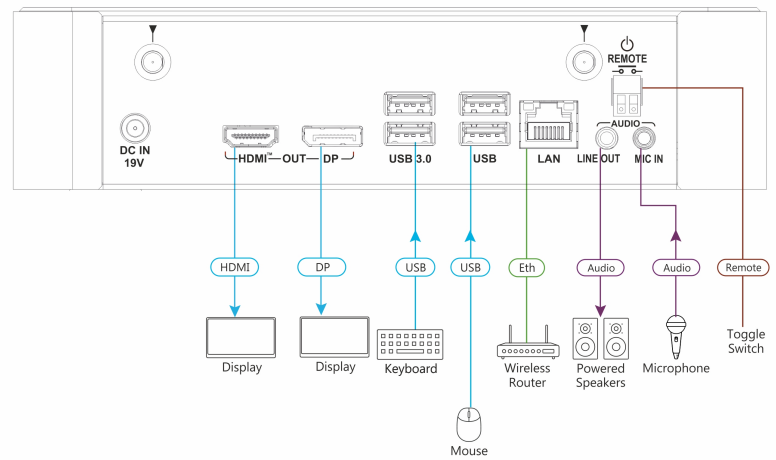 REMOTE
AUDIO
DC IN
19V
HDMI™ OUT DP
USB 3.0
USB
LAN
LINE OUT
MIC IN
HDMI
DP
USB
USB
Eth
Audio
Audio
Remote
Display
Display
Keyboard
Wireless
Router
Powered
Speakers
Microphone
Toggle
Switch
Mouse